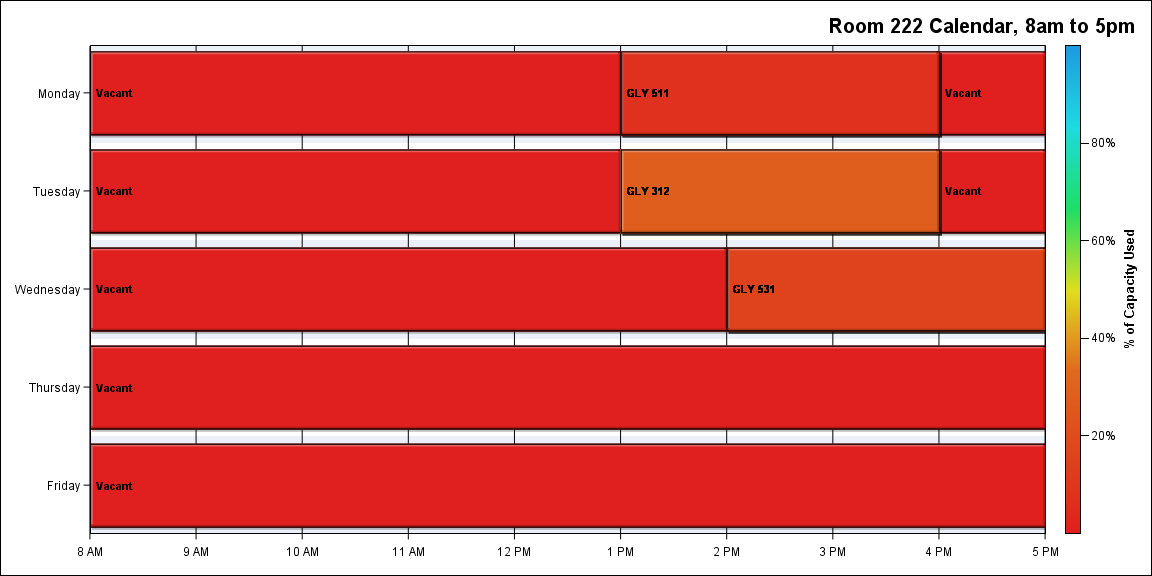 Room 222 Calendar, 8am to 5pm
Monday
Vacant
GLY 511
Vacant
Tuesday
Vacant
GLY 312
Vacant
Wednesday
Vacant
GLY 531
Thursday
Vacant
Friday
Vacant
8 AM 9 AM 10 AM 11 AM 12 PM 1 PM 2 PM 3 PM 4 PM 5 PM
80%
60%
40%
20%
% of Capacity Used